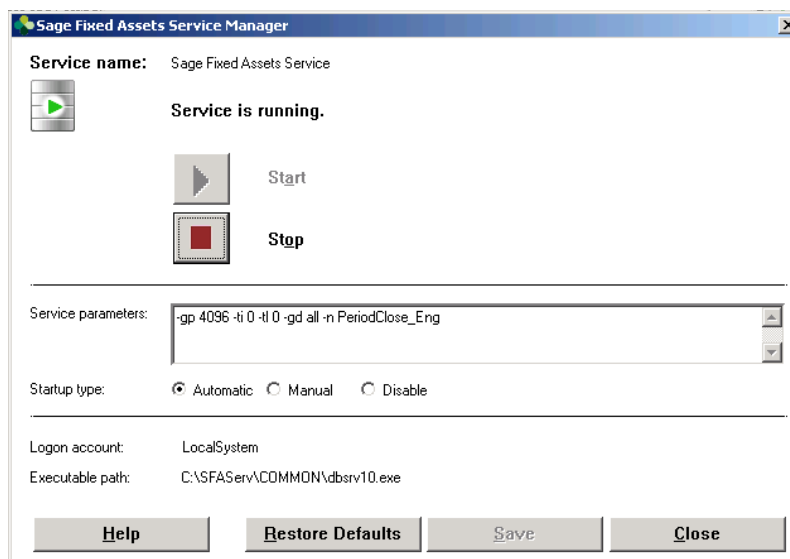 Sage Fixed Assets Service Manager
Service name: Sage Fixed Assets Service
Service is running.
Start
Stop
Service parameters: -gp 4096 -ti 0 -tl 0 -gd all -n PeriodClose_Eng
Startup type: Automatic Manual Disable
Logon account: LocalSystem
Executable path: C:\SFAServ\COMMON\dbsrv10.exe
Help Restore Defaults Save Close